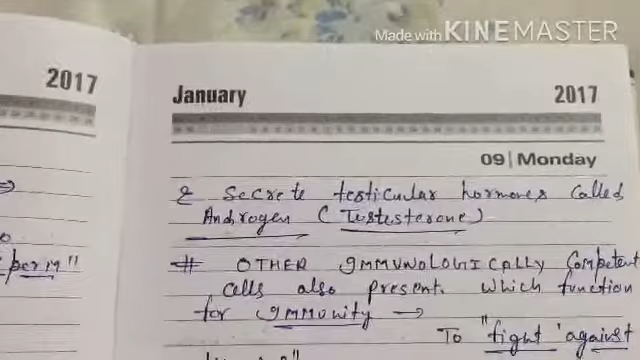 Made with KINEMASTER
2017
January 2017
09|Monday
& Secrete testicular hormones called
Androgen (Testesterone)
# OTHER IMMUNOLOGICALLY Competent
cells also present. which function
for IMMUNITY →
To "fight 'against
perm"